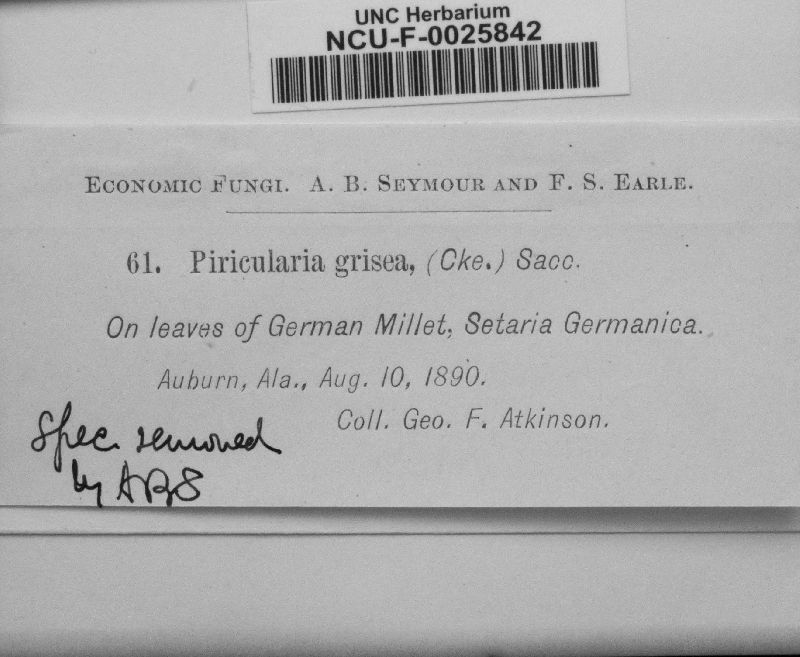 UNC Herbarium
NCU-F-0025842
ECONOMIC FUNGI. A. B. SEYMOUR AND F. S. EARLE.
61. Piricularia grisea, (Cke.) Sacc.
On leaves of German Millet, Setaria Germanica.
Auburn, Ala., Aug. 10, 1890.
Coll. Geo. F. Atkinson.
Spec. removed
by ABS